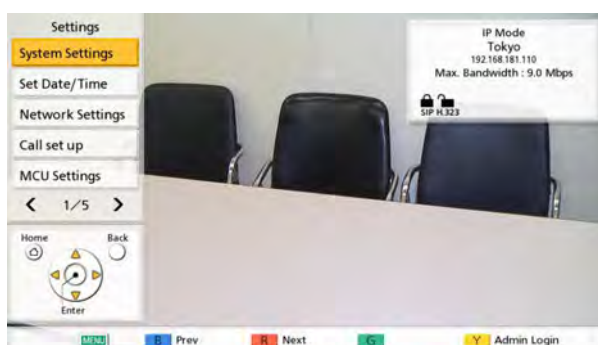 Settings
System Settings
Set Date/Time
Network Settings
Call set up
MCU Settings
1/5
Home
Back
Enter
IP Mode
Tokyo
192.168.181.110
Max. Bandwidth : 9.0 Mbps
SIP H.323
MENU
B Prev
R Next
G
Y Admin Login